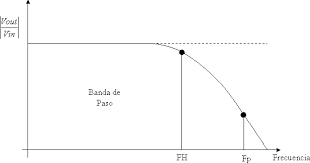 |Vout|
|Vin|
Banda de
Paso
FH
Fp
Frecuencia